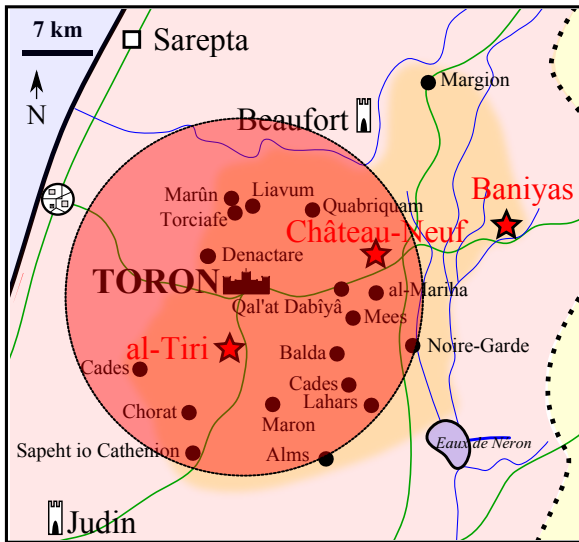 7 km
Sarepta
N
Margion
Beaufort
Marûn
Liavum
Torciafe
Quabriquam
Baniyas
Château-Neuf
Denactare
TORON
Qal'at Dabîyâ
al-Mariha
Mees
al-Tiri
Balda
Noire-Garde
Cades
Cades
Lahars
Chorat
Maron
Sapeht io Cathenion
Alms
Eaux de Neron
Judin